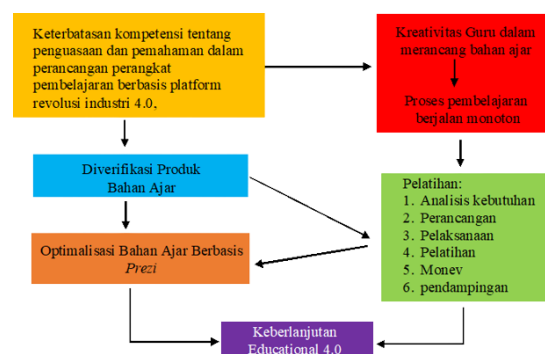 Keterbatasan kompetensi tentang
penguasaan dan pemahaman dalam
perancangan perangkat
pembelajaran berbasis platform
revolusi industri 4.0,
Kreativitas Guru dalam
merancang bahan ajar
Proses pembelajaran
berjalan monoton
Diverifikasi Produk
Bahan Ajar
Pelatihan:
1. Analisis kebutuhan
2. Perancangan
3. Pelaksanaan
4. Pelatihan
5. Monev
6. pendampingan
Optimalisasi Bahan Ajar Berbasis
Prezi
Keberlanjutan
Educational 4.0